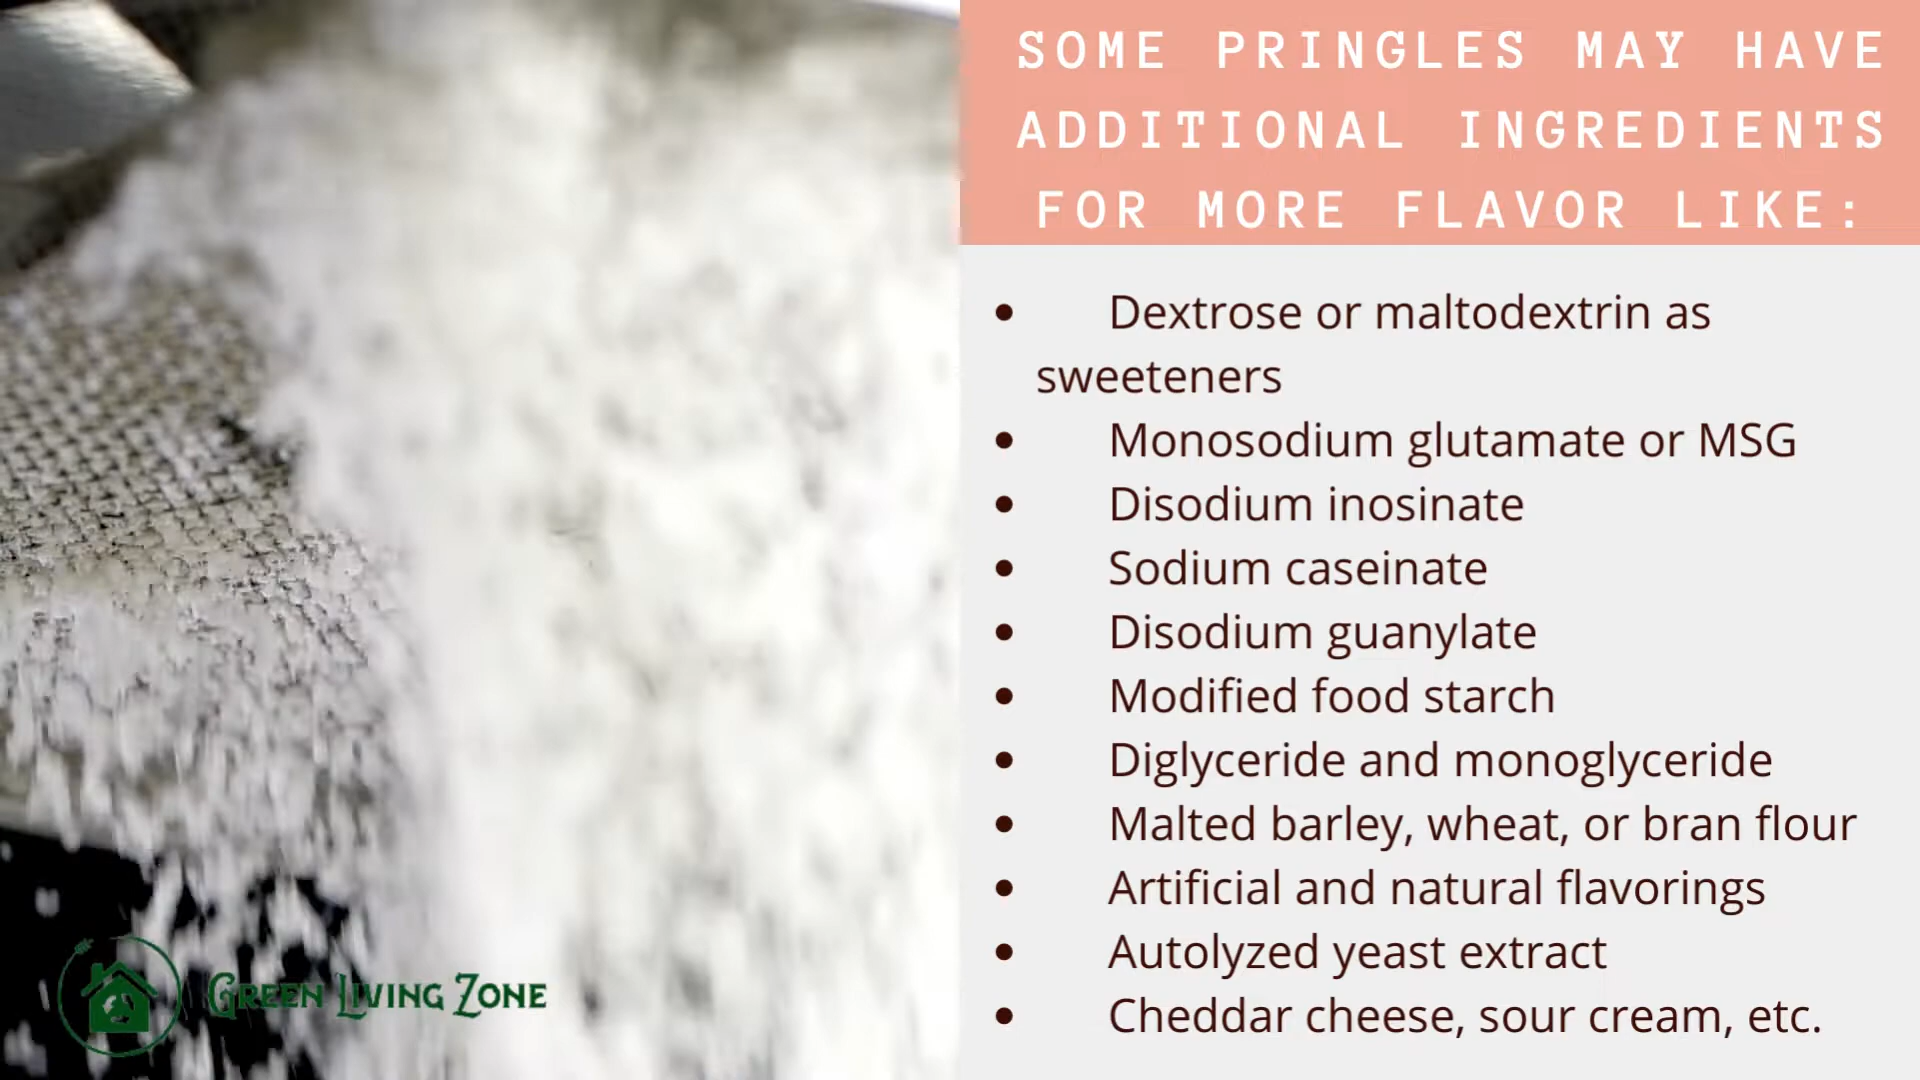 SOME PRINGLES MAY HAVE
ADDITIONAL INGREDIENTS
FOR MORE FLAVOR LIKE:
• Dextrose or maltodextrin as
sweeteners
• Monosodium glutamate or MSG
• Disodium inosinate
• Sodium caseinate
• Disodium guanylate
• Modified food starch
• Diglyceride and monoglyceride
• Malted barley, wheat, or bran flour
• Artificial and natural flavorings
• Autolyzed yeast extract
• Cheddar cheese, sour cream, etc.
GREEN LIVING ZONE